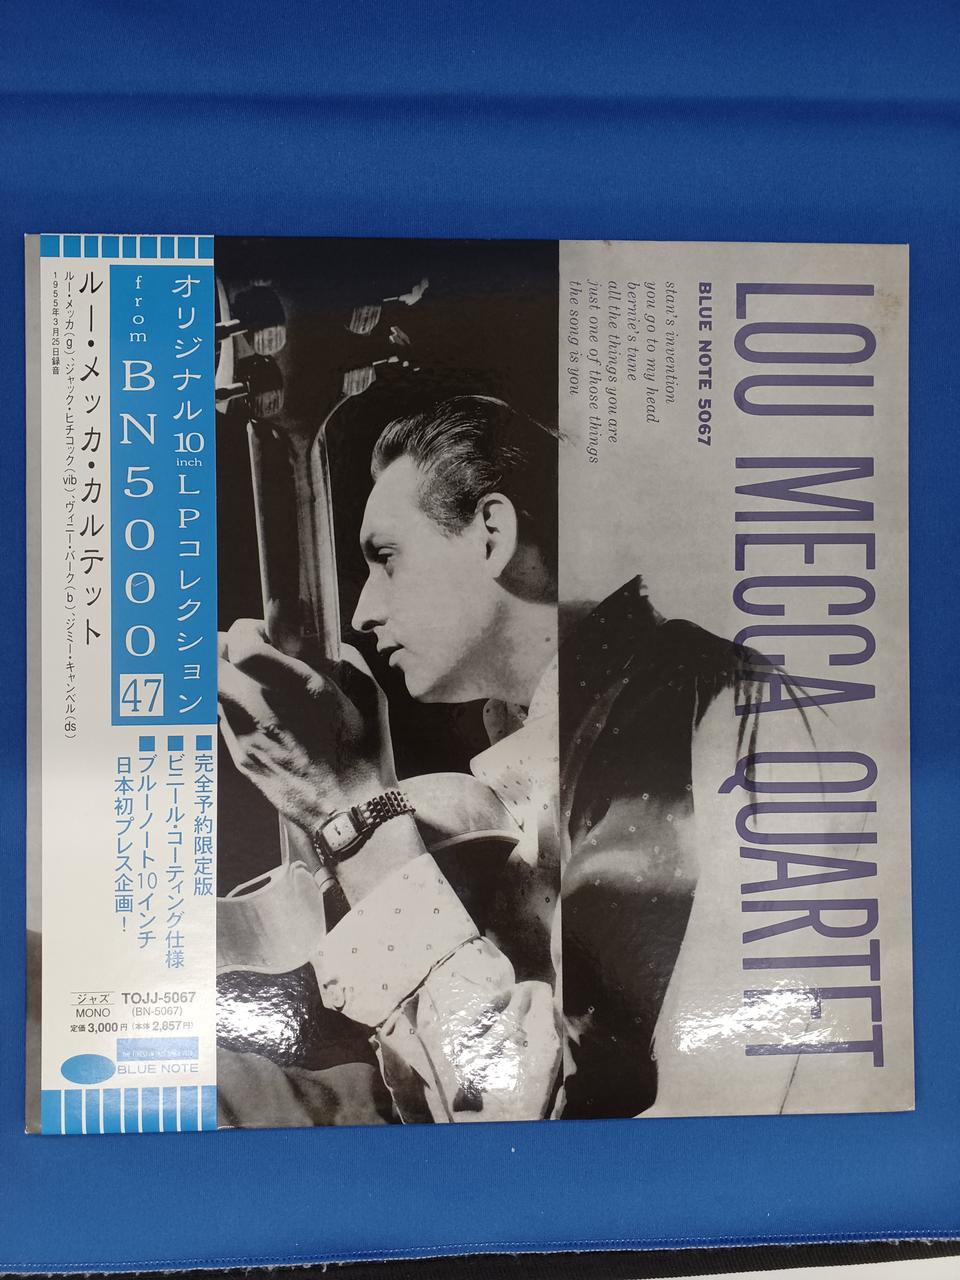 オリジナル10inchLPコレクション
from BN5000 47
ルー・メッカ・カルテット
ルー・メッカ(g)、ジャック・ヒチコック(vib)、ヴィニー・バーク(b)、ジミー・キャンベル(ds)
1955年3月25日録音
■完全予約限定版
■ビニール・コーティング仕様
■ブルーノート10インチ
日本初プレス企画!
ジャズ TOJJ-5067
MONO (BN-5067)
定価3,000円(本体2,857円)
BLUE NOTE
LOU MECCA QUARTET
BLUE NOTE 5067
stan's invention
you go to my head
bernie's tune
all the things you are
just one of those things
the song is you